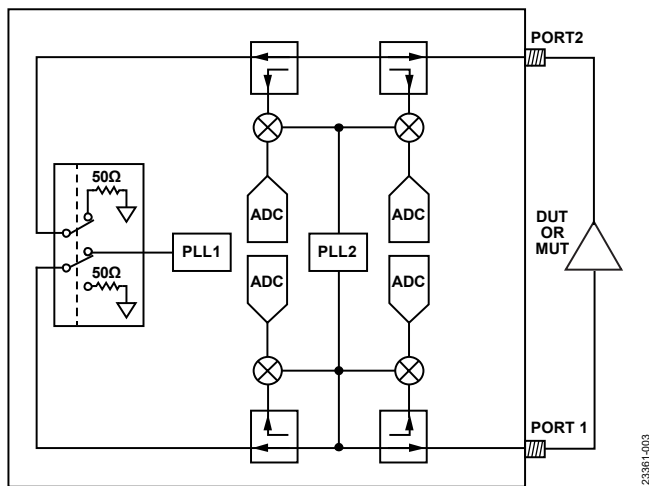 PORT2
50Ω
ADC
ADC
PLL1
PLL2
DUT
OR
MUT
50Ω
ADC
ADC
PORT 1
23361-003